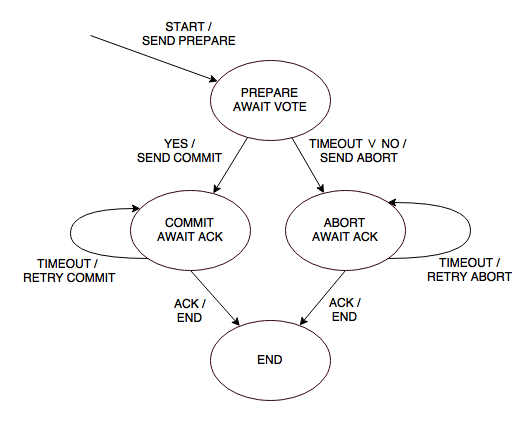 START /
SEND PREPARE
PREPARE
AWAIT VOTE
YES /
SEND COMMIT
TIMEOUT ∨ NO /
SEND ABORT
COMMIT
AWAIT ACK
ABORT
AWAIT ACK
TIMEOUT /
RETRY COMMIT
TIMEOUT /
RETRY ABORT
ACK /
END
ACK /
END
END